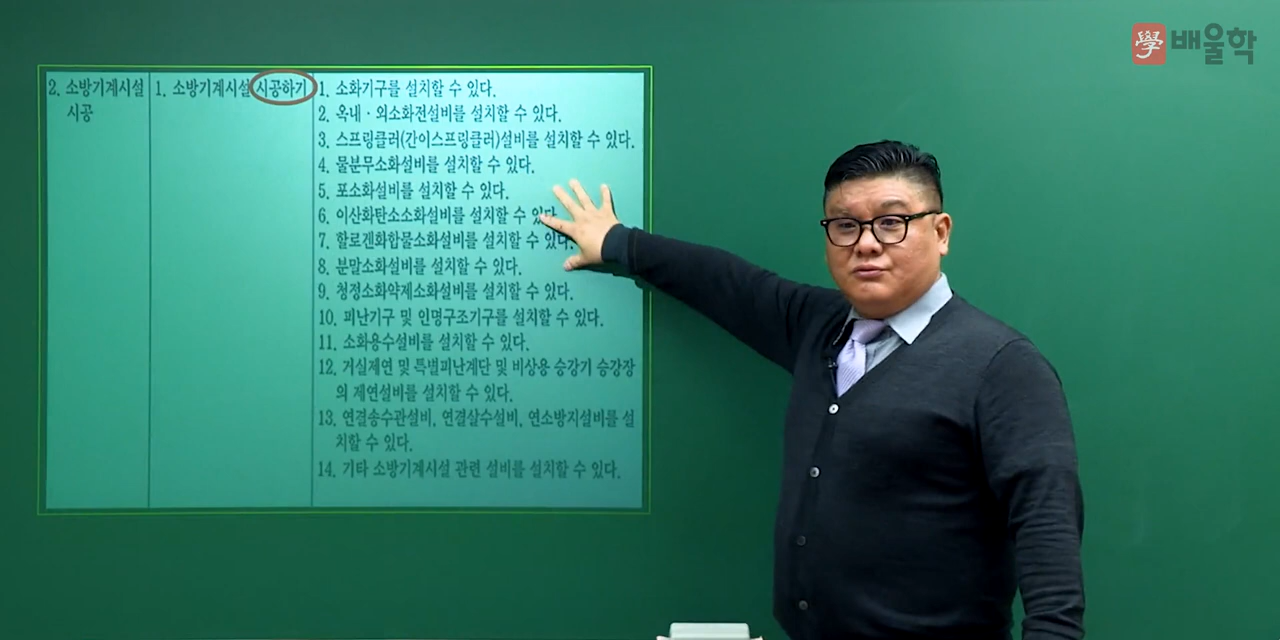 學 배울학
2. 소방기계시설
시공
1. 소방기계시설 시공하기
1. 소화기구를 설치할 수 있다.
2. 옥내 · 외소화전설비를 설치할 수 있다.
3. 스프링클러(간이스프링클러)설비를 설치할 수 있다.
4. 물분무소화설비를 설치할 수 있다.
5. 포소화설비를 설치할 수 있다.
6. 이산화탄소소화설비를 설치할 수 있다.
7. 할로겐화합물소화설비를 설치할 수 있다.
8. 분말소화설비를 설치할 수 있다.
9. 청정소화약제소화설비를 설치할 수 있다.
10. 피난기구 및 인명구조기구를 설치할 수 있다.
11. 소화용수설비를 설치할 수 있다.
12. 거실제연 및 특별피난계단 및 비상용 승강기 승강장
의 제연설비를 설치할 수 있다.
13. 연결송수관설비, 연결살수설비, 연소방지설비를 설
치할 수 있다.
14. 기타 소방기계시설 관련 설비를 설치할 수 있다.